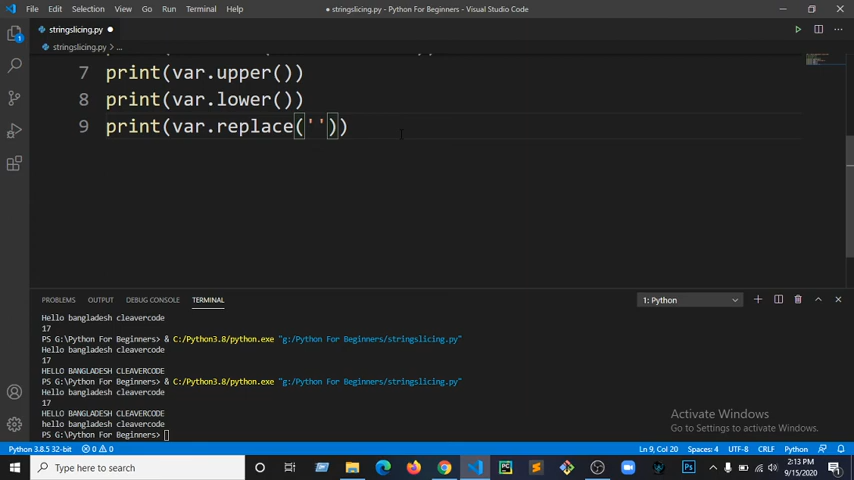 File Edit Selection View Go Run Terminal Help
● stringslicing.py - Python For Beginners - Visual Studio Code
stringslicing.py ●
stringslicing.py > ...
7 print(var.upper())
8 print(var.lower())
9 print(var.replace(''))
PROBLEMS OUTPUT DEBUG CONSOLE TERMINAL
1: Python
Hello bangladesh cleavercode
17
PS G:\Python For Beginners> & C:/Python3.8/python.exe "g:/Python For Beginners/stringslicing.py"
Hello bangladesh cleavercode
17
HELLO BANGLADESH CLEAVERCODE
PS G:\Python For Beginners> & C:/Python3.8/python.exe "g:/Python For Beginners/stringslicing.py"
Hello bangladesh cleavercode
17
HELLO BANGLADESH CLEAVERCODE
hello bangladesh cleavercode
PS G:\Python For Beginners>
Activate Windows
Go to Settings to activate Windows.
Python 3.8.5 32-bit 0 0 Ln 9, Col 20 Spaces: 4 UTF-8 CRLF Python
Type here to search
2:13 PM
9/15/2020